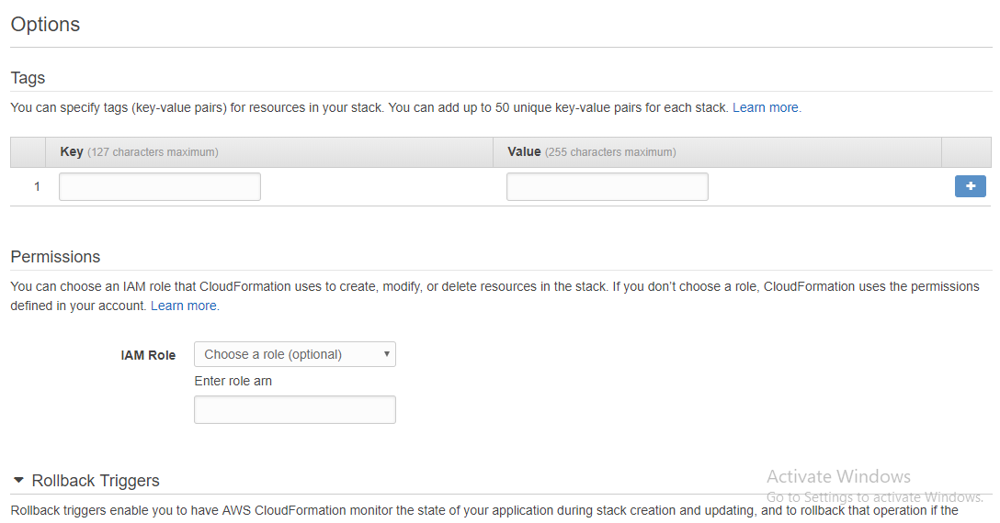 Options
Tags
You can specify tags (key-value pairs) for resources in your stack. You can add up to 50 unique key-value pairs for each stack. Learn more.
Key (127 characters maximum) Value (255 characters maximum)
1
Permissions
You can choose an IAM role that CloudFormation uses to create, modify, or delete resources in the stack. If you don't choose a role, CloudFormation uses the permissions
defined in your account. Learn more.
IAM Role Choose a role (optional)
Enter role arn
Rollback Triggers
Activate Windows
Go to Settings to activate Windows.
Rollback triggers enable you to have AWS CloudFormation monitor the state of your application during stack creation and updating, and to rollback that operation if the